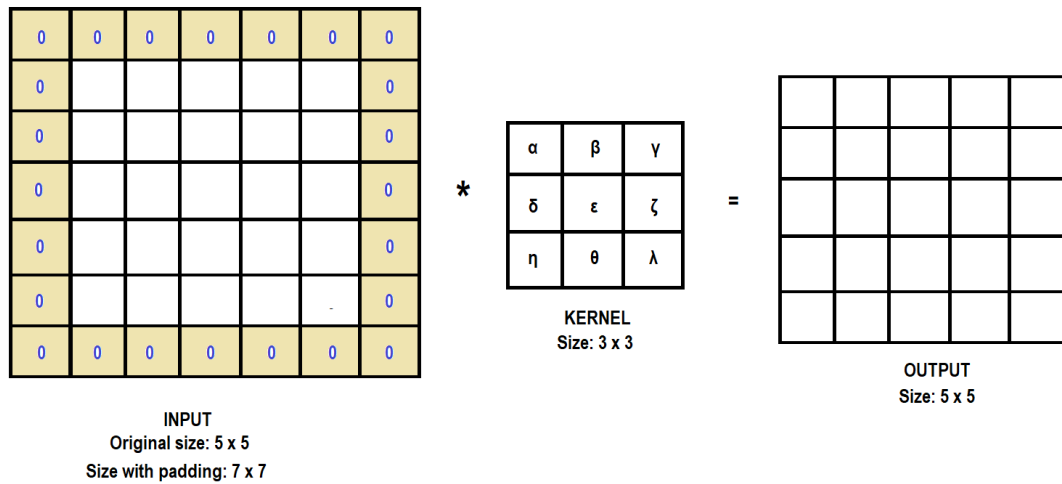 0 0 0 0 0 0 0
0 0
0 0
0 0
0 0
0 0
0 0 0 0 0 0 0
*
α β γ
δ ε ζ
η θ λ
=
KERNEL
Size: 3 x 3
OUTPUT
Size: 5 x 5
INPUT
Original size: 5 x 5
Size with padding: 7 x 7